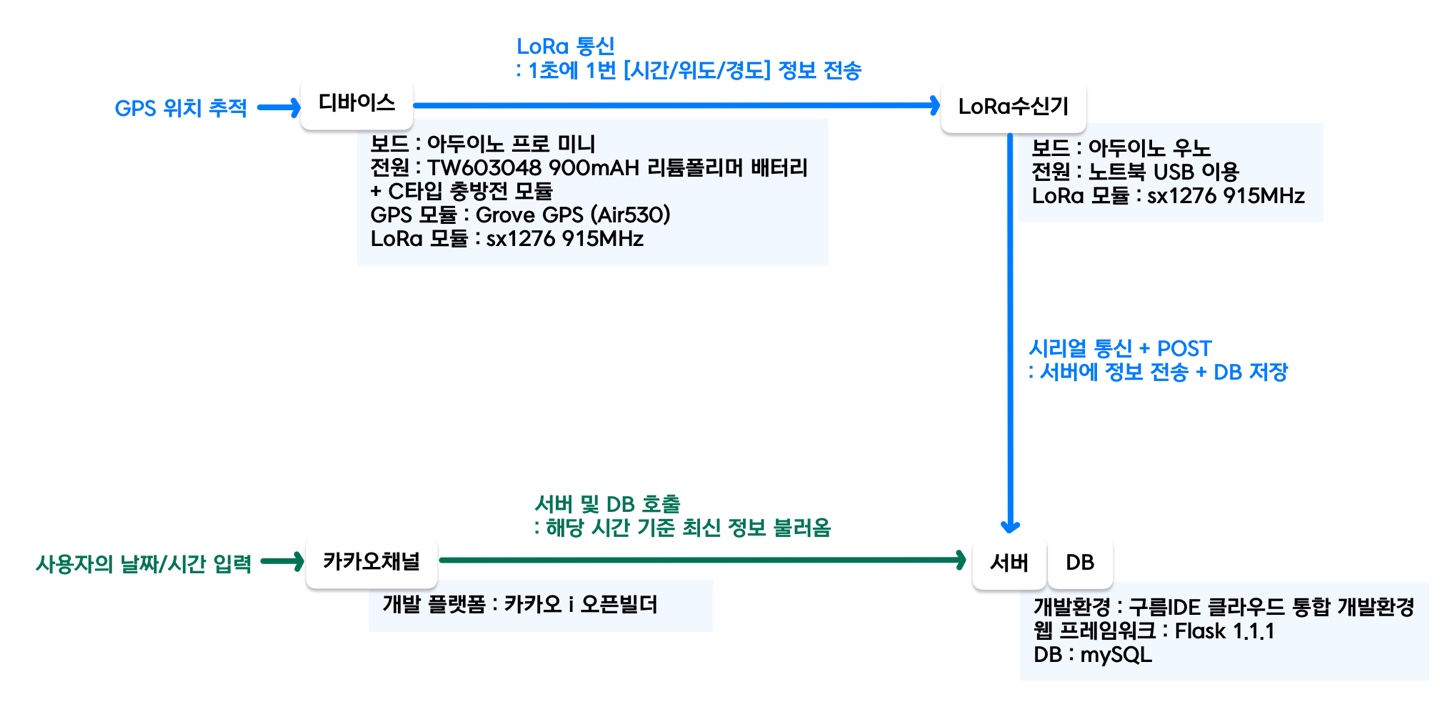 LoRa 통신
: 1초에 1번 [시간/위도/경도] 정보 전송
GPS 위치 추적
디바이스
LoRa수신기
보드 : 아두이노 프로 미니
전원 : TW603048 900mAH 리튬폴리머 배터리
+ C타입 충방전 모듈
GPS 모듈 : Grove GPS (Air530)
LoRa 모듈 : sx1276 915MHz
보드 : 아두이노 우노
전원 : 노트북 USB 이용
LoRa 모듈 : sx1276 915MHz
시리얼 통신 + POST
: 서버에 정보 전송 + DB 저장
서버 및 DB 호출
: 해당 시간 기준 최신 정보 불러옴
사용자의 날짜/시간 입력
카카오채널
서버
DB
개발 플랫폼 : 카카오 i 오픈빌더
개발환경 : 구름IDE 클라우드 통합 개발환경
웹 프레임워크 : Flask 1.1.1
DB : mySQL